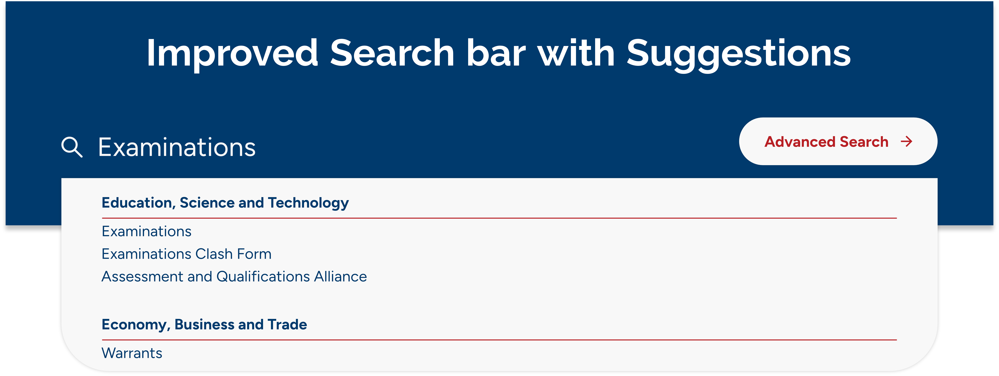 Improved Search bar with Suggestions
Examinations
Advanced Search →
Education, Science and Technology
Examinations
Examinations Clash Form
Assessment and Qualifications Alliance
Economy, Business and Trade
Warrants